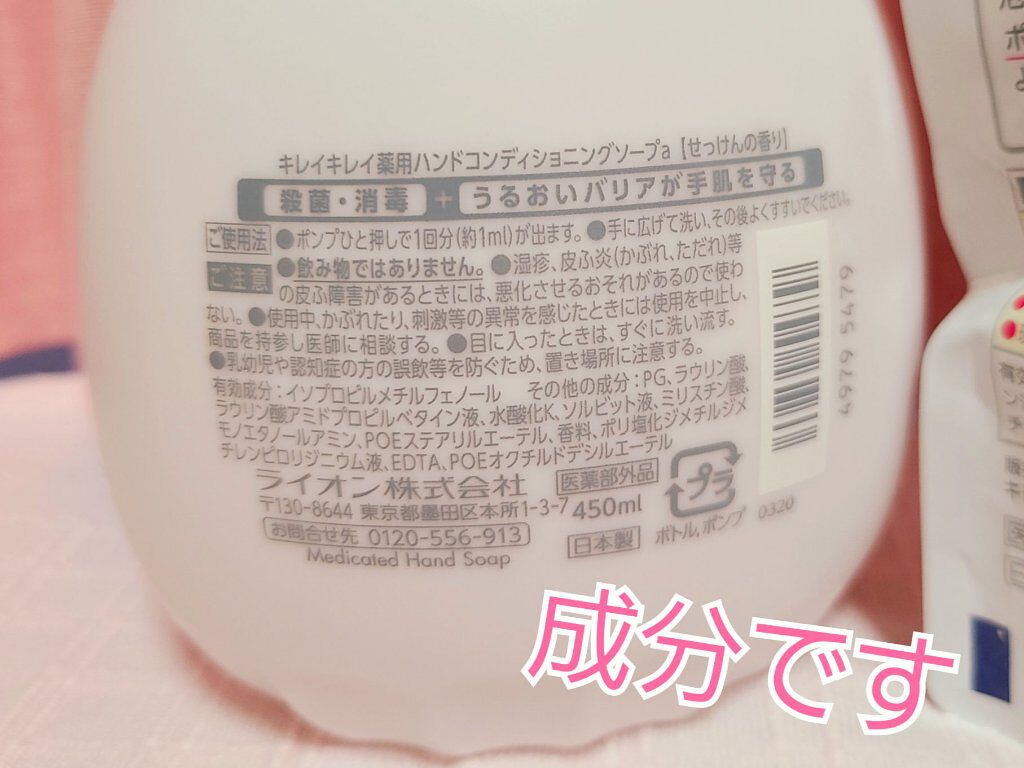 キレイキレイ薬用ハンドコンディショニングソープa【せっけんの香り】
殺菌・消毒 + うるおいバリアが手肌を守る
ご使用法 ●ポンプひと押しで1回分(約1ml)が出ます。 ●手に広げて洗い、その後よくすすいでください。
ご注意 ●飲み物ではありません。 ●湿疹、皮ふ炎(かぶれ、ただれ)等
の皮ふ障害があるときには、悪化させるおそれがあるので使わ
ない。 ●使用中、かぶれたり、刺激等の異常を感じたときには使用を中止し、
商品を持参し医師に相談する。 ●目に入ったときは、すぐに洗い流す。
●乳幼児や認知症の方の誤飲等を防ぐため、置き場所に注意する。
有効成分：イソプロピルメチルフェノール その他の成分：PG、ラウリン酸、
ラウリン酸アミドプロピルベタイン液、水酸化K、ソルビット液、ミリスチン酸、
モノエタノールアミン、POEステアリルエーテル、香料、ポリ塩化ジメチルジメ
チレンピロリジニウム液、EDTA、POEオクチルドデシルエーテル
ライオン株式会社 医薬部外品 プラ
〒130-8644 東京都墨田区本所1-3-7 450ml
お問合せ先 0120-556-913 日本製 ボトル,ポンプ 0320
Medicated Hand Soap
成分です